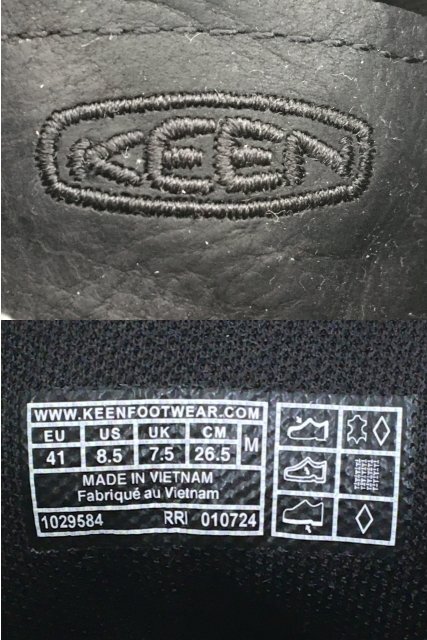 KEEN
WWW.KEENFOOTWEAR.COM
EU US UK CM M
41 8.5 7.5 26.5
MADE IN VIETNAM
Fabriqué au Vietnam
1029584 RRI 010724